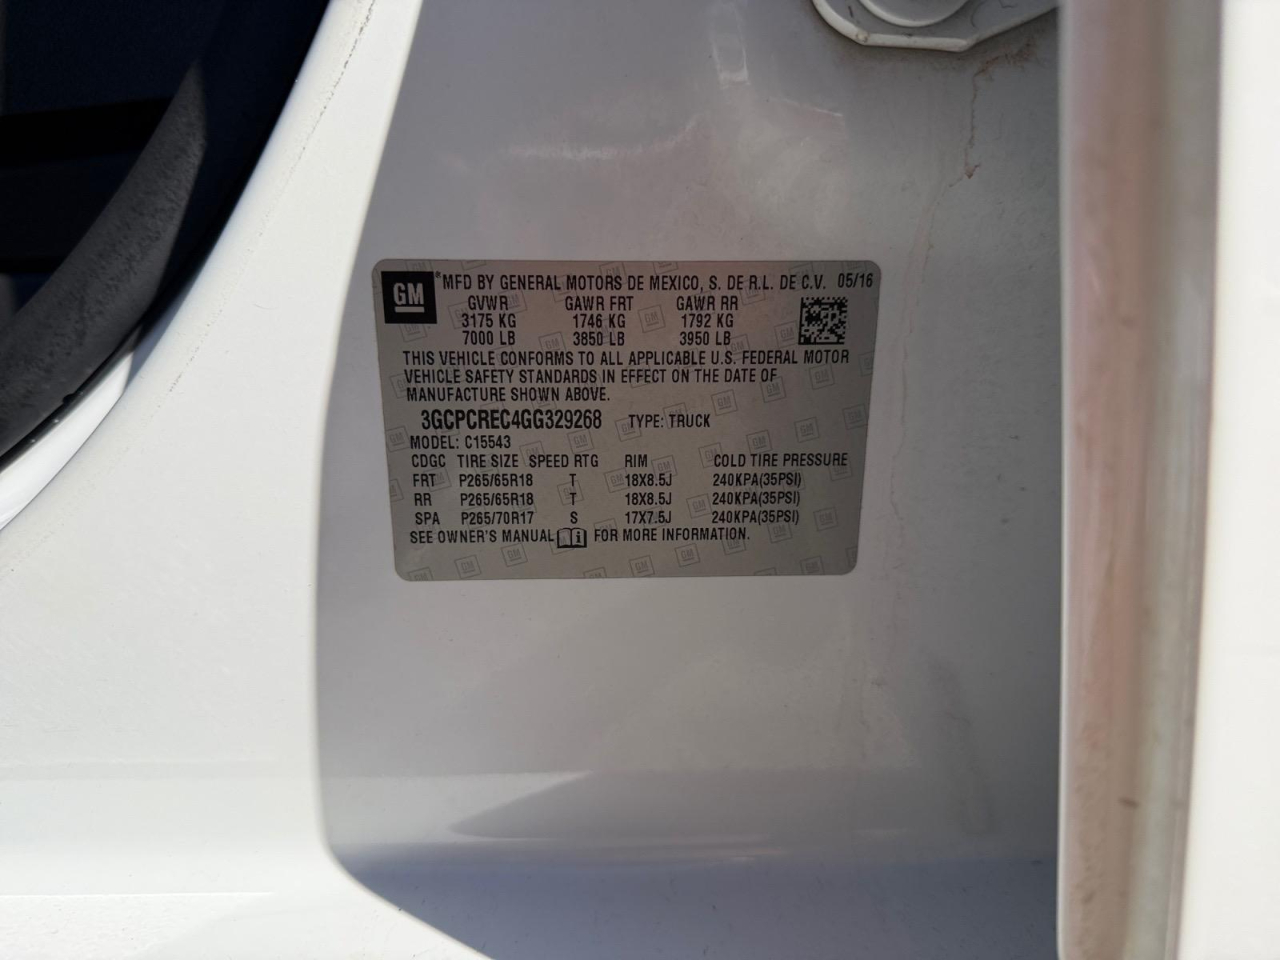 GM ® MFD BY GENERAL MOTORS DE MEXICO, S. DE R.L. DE C.V. 05/16
GVWR GAWR FRT GAWR RR
3175 KG 1746 KG 1792 KG
7000 LB 3850 LB 3950 LB
THIS VEHICLE CONFORMS TO ALL APPLICABLE U.S. FEDERAL MOTOR
VEHICLE SAFETY STANDARDS IN EFFECT ON THE DATE OF
MANUFACTURE SHOWN ABOVE.
3GCPCREC4GG329268 TYPE: TRUCK
MODEL: C15543
CDGC TIRE SIZE SPEED RTG RIM COLD TIRE PRESSURE
FRT P265/65R18 T 18X8.5J 240KPA(35PSI)
RR P265/65R18 T 18X8.5J 240KPA(35PSI)
SPA P265/70R17 S 17X7.5J 240KPA(35PSI)
SEE OWNER'S MANUAL i FOR MORE INFORMATION.